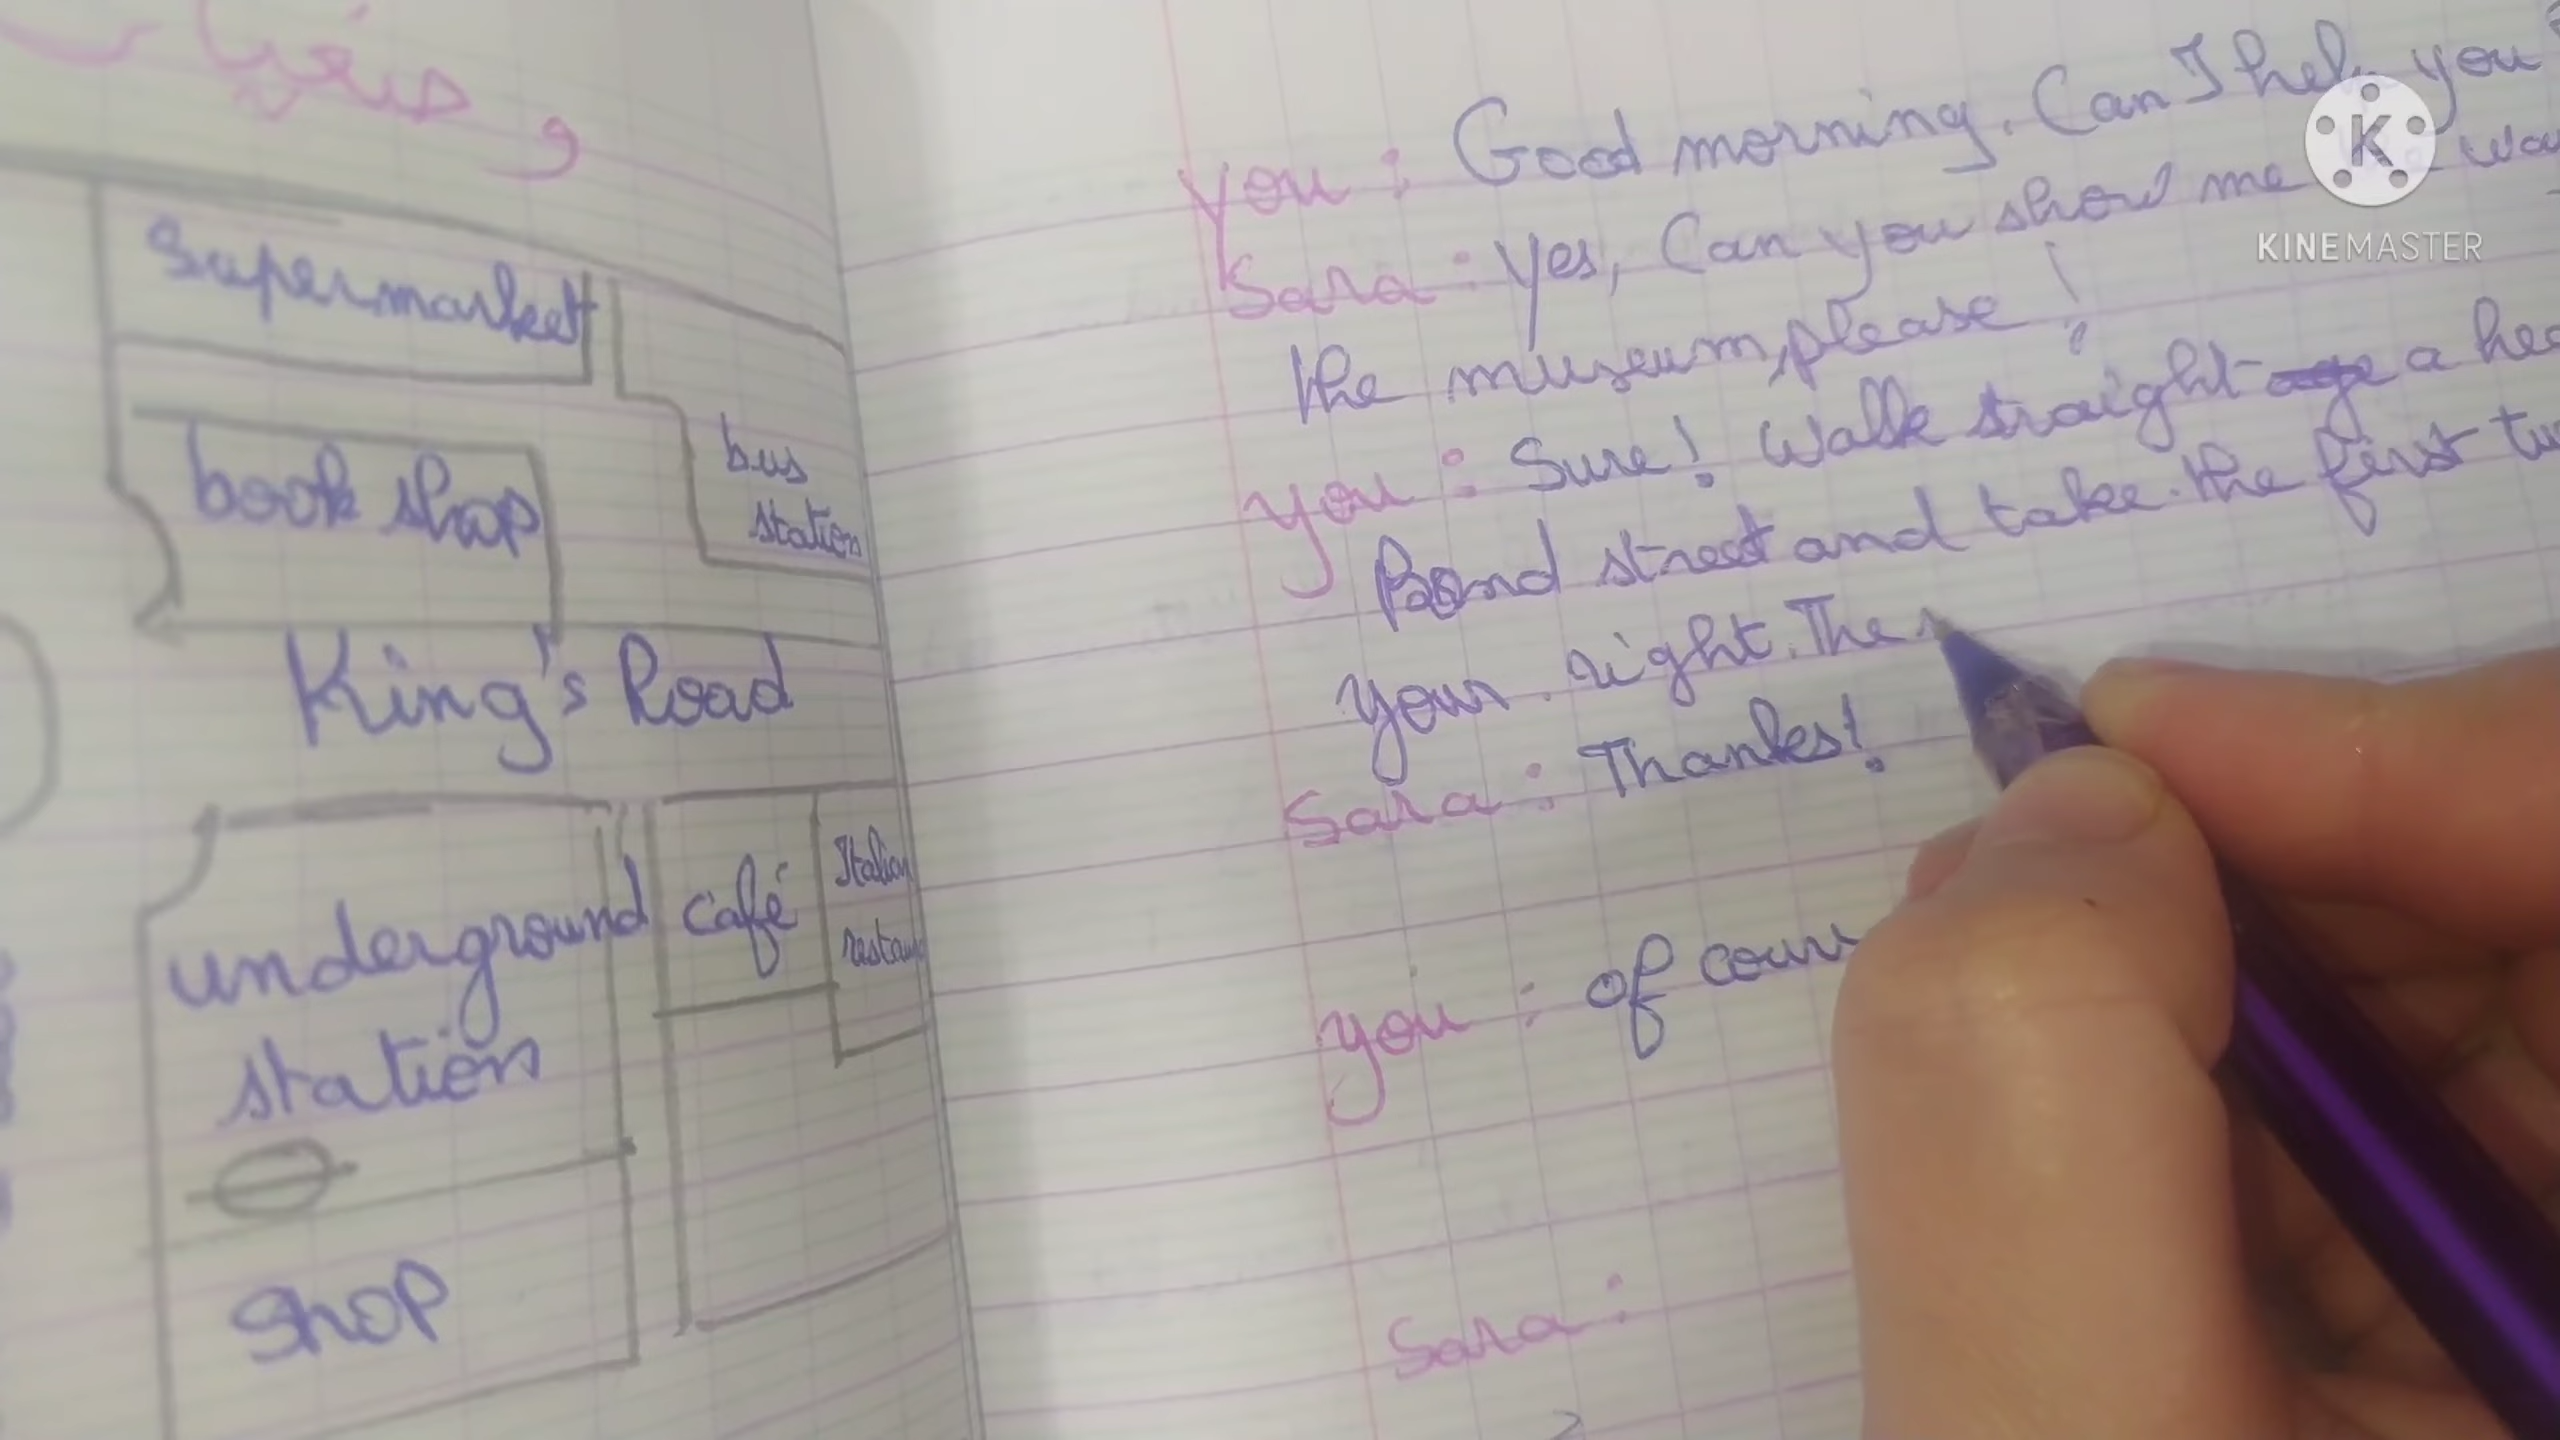 Supermarket
book shop
bus
station
King's Road
underground
station
café
Italian
shop
you : Good morning. Can I help you
Sara : Yes, Can you show me
the museum, please !
you : Sure! Walk straight a
Bond street and take the first
your right. The
Sara : Thanks!
you : of
Sara :
KINEMASTER